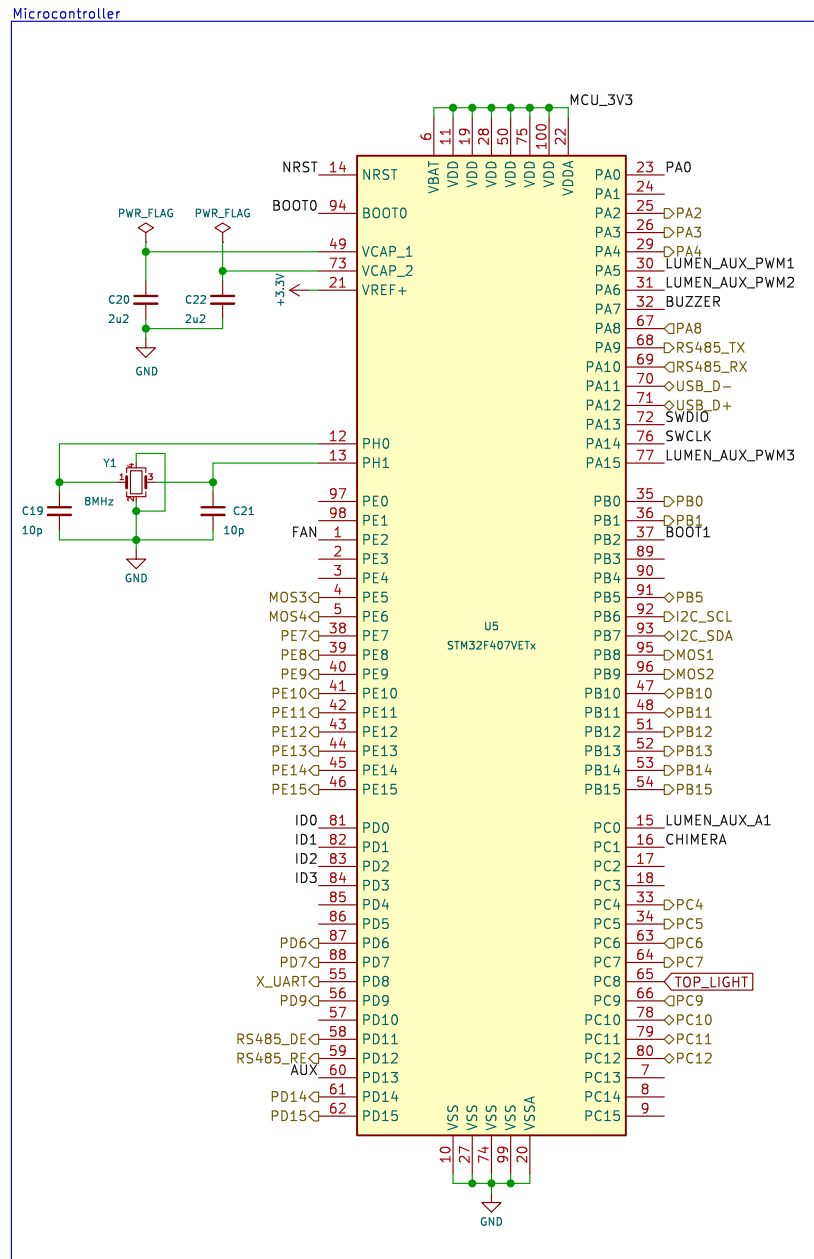 Microcontroller
MCU_3V3
6
11
19
28
50
75
100
22
VBAT
VDD
VDD
VDD
VDD
VDD
VDD
VDDA
NRST 14 NRST
BOOT0 94 BOOT0
PWR_FLAG
PWR_FLAG
49 VCAP_1
73 VCAP_2
+3.3V
21 VREF+
C20
2u2
C22
2u2
GND
12 PH0
13 PH1
Y1
1
2
3
4
8MHz
C19
10p
C21
10p
GND
97 PE0
98 PE1
FAN 1 PE2
2 PE3
3 PE4
MOS3 4 PE5
MOS4 5 PE6
PE7 38 PE7
PE8 39 PE8
PE9 40 PE9
PE10 41 PE10
PE11 42 PE11
PE12 43 PE12
PE13 44 PE13
PE14 45 PE14
PE15 46 PE15
ID0 81 PD0
ID1 82 PD1
ID2 83 PD2
ID3 84 PD3
85 PD4
86 PD5
PD6 87 PD6
PD7 88 PD7
X_UART 55 PD8
PD9 56 PD9
57 PD10
RS485_DE 58 PD11
RS485_RE 59 PD12
AUX 60 PD13
PD14 61 PD14
PD15 62 PD15
U5
STM32F407VETx
PA0 23 PA0
PA1 24
PA2 25 PA2
PA3 26 PA3
PA4 29 PA4
PA5 30 LUMEN_AUX_PWM1
PA6 31 LUMEN_AUX_PWM2
PA7 32 BUZZER
PA8 67 PA8
PA9 68 RS485_TX
PA10 69 RS485_RX
PA11 70 USB_D-
PA12 71 USB_D+
PA13 72 SWDIO
PA14 76 SWCLK
PA15 77 LUMEN_AUX_PWM3
PB0 35 PB0
PB1 36 PB1
PB2 37 BOOT1
PB3 89
PB4 90
PB5 91 PB5
PB6 92 I2C_SCL
PB7 93 I2C_SDA
PB8 95 MOS1
PB9 96 MOS2
PB10 47 PB10
PB11 48 PB11
PB12 51 PB12
PB13 52 PB13
PB14 53 PB14
PB15 54 PB15
PC0 15 LUMEN_AUX_A1
PC1 16 CHIMERA
PC2 17
PC3 18
PC4 33 PC4
PC5 34 PC5
PC6 63 PC6
PC7 64 PC7
PC8 65 TOP_LIGHT
PC9 66 PC9
PC10 78 PC10
PC11 79 PC11
PC12 80 PC12
PC13 7
PC14 8
PC15 9
VSS
VSS
VSS
VSS
VSSA
10
27
74
99
20
GND